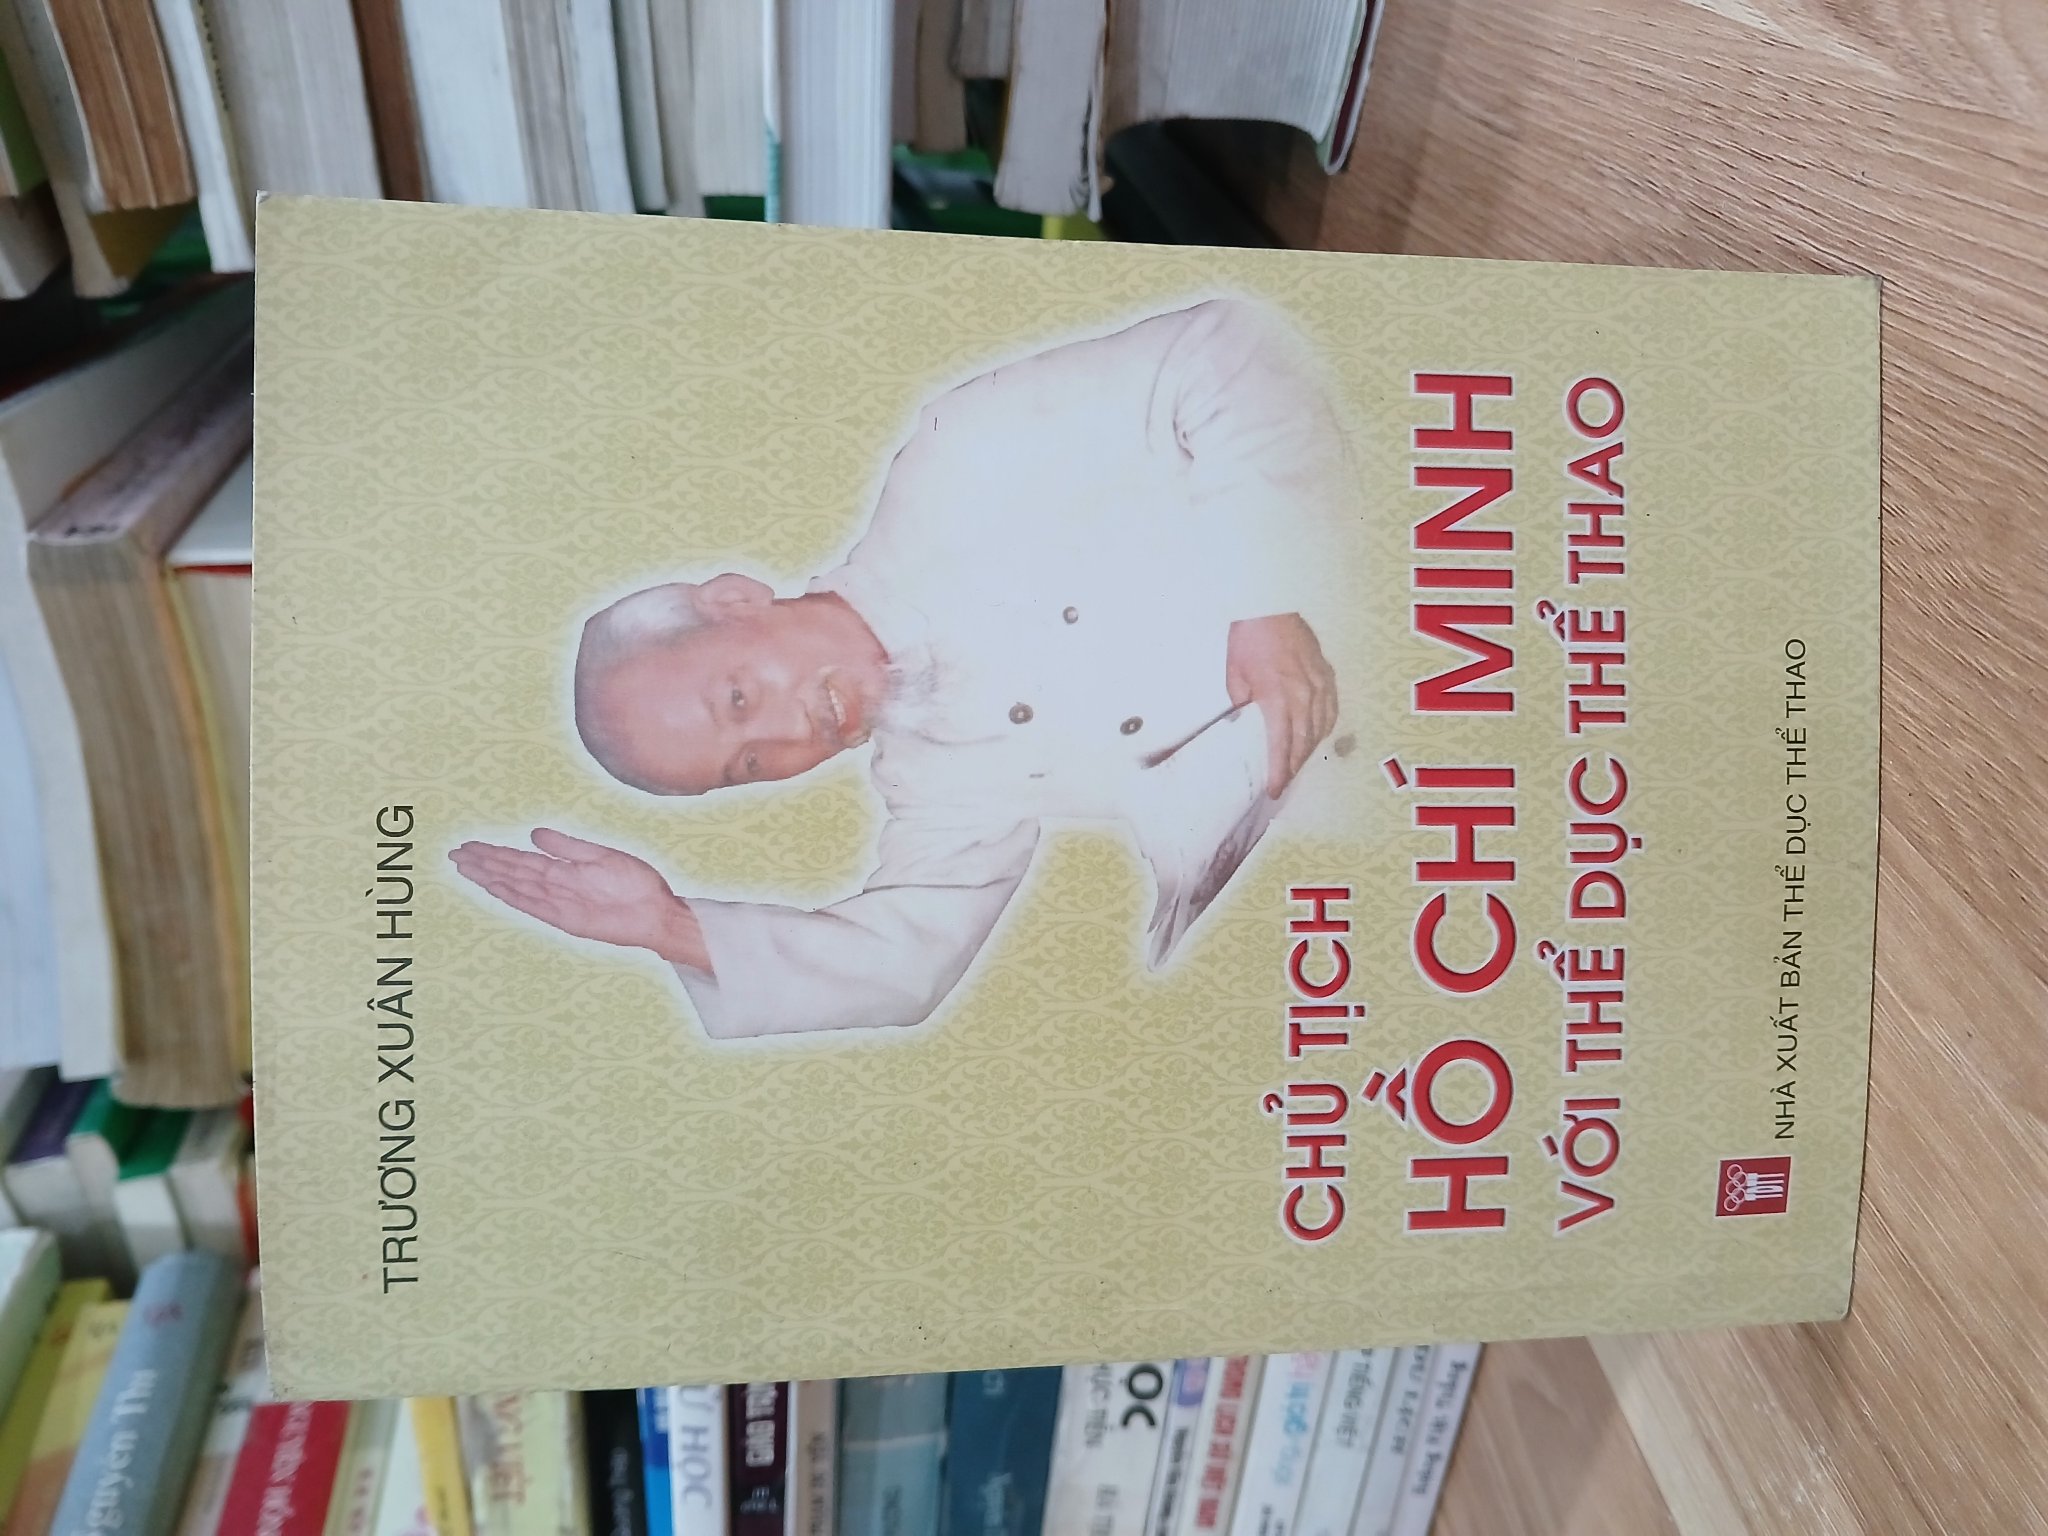 TRƯƠNG XUÂN HÙNG
CHỦ TỊCH
HỒ CHÍ MINH
VỚI THỂ DỤC THỂ THAO
NHÀ XUẤT BẢN THỂ DỤC THỂ THAO